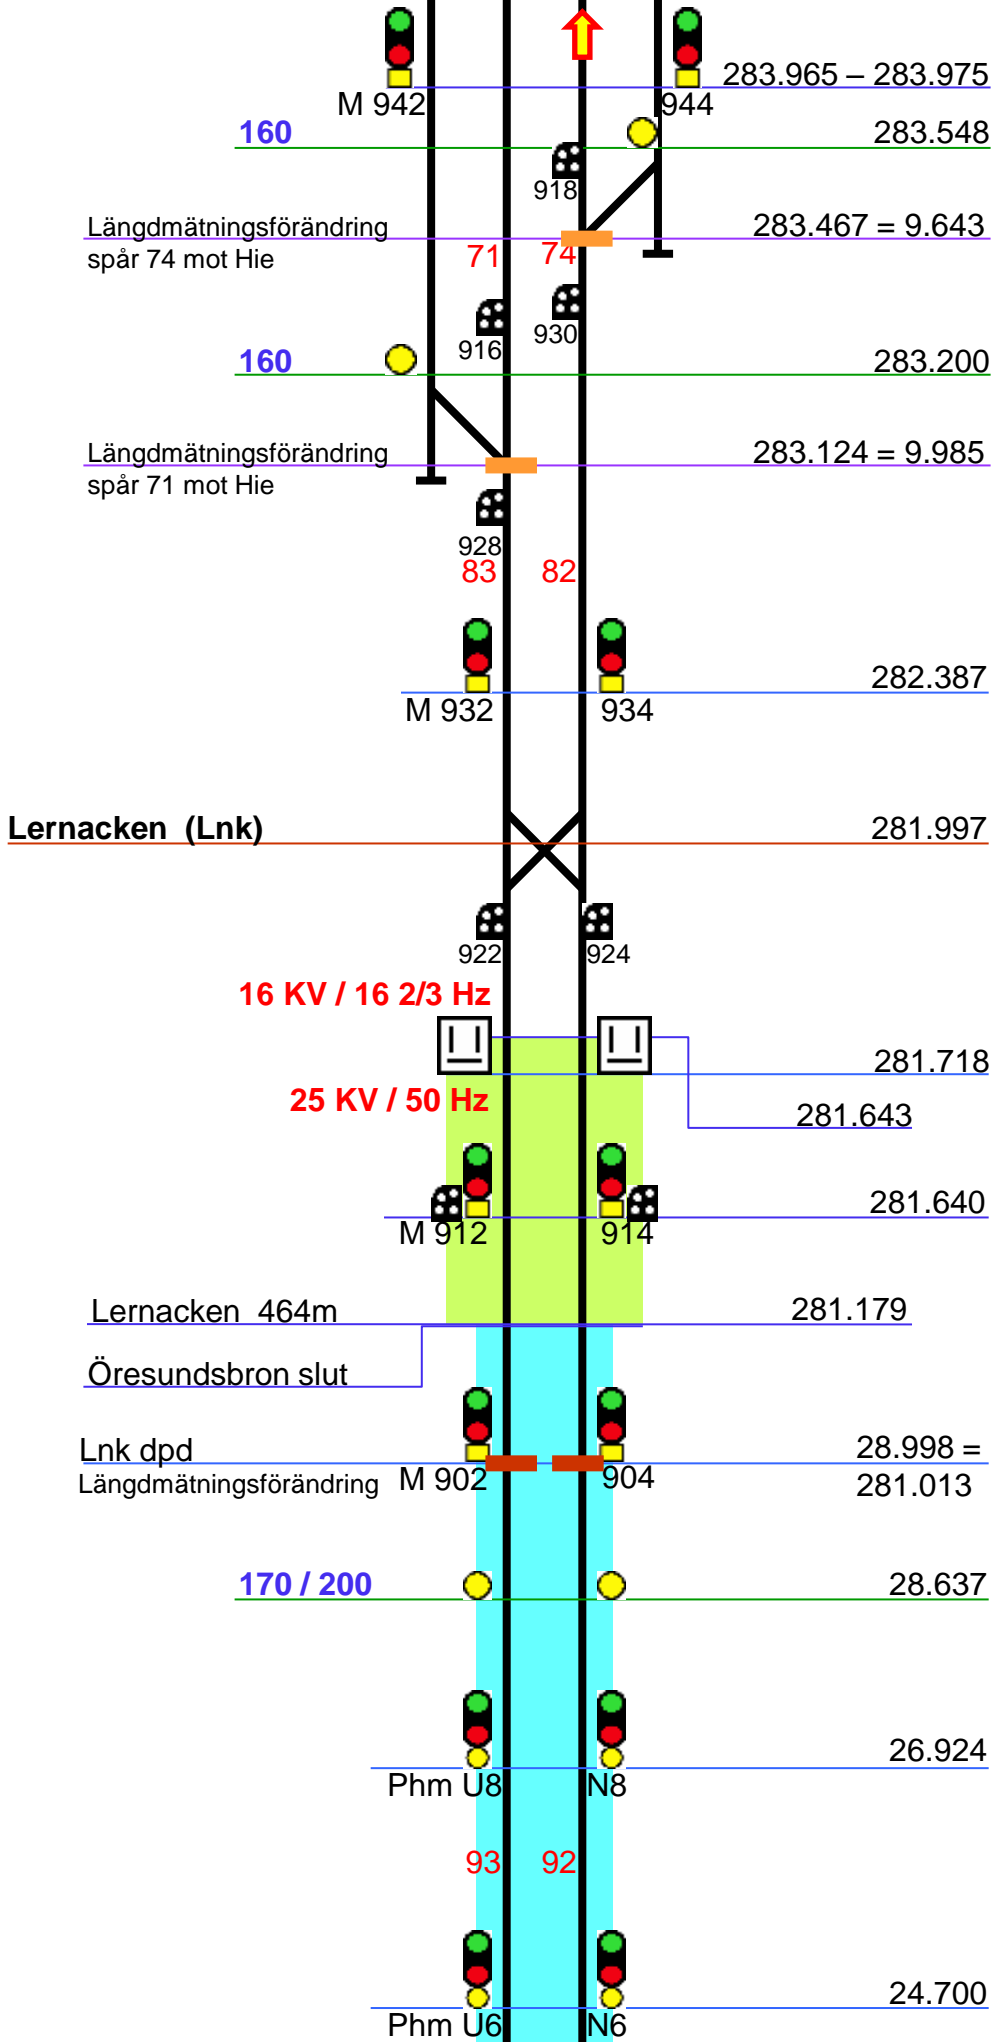 283.965 – 283.975
M 942
944
160
283.548
918
Längdmätningsförändring
283.467 = 9.643
spår 74 mot Hie
71
74
930
916
160
283.200
Längdmätningsförändring
283.124 = 9.985
spår 71 mot Hie
928
83
82
282.387
M 932
934
Lernacken (Lnk)
281.997
922
924
16 KV / 16 2/3 Hz
281.718
25 KV / 50 Hz
281.643
281.640
M 912
914
Lernacken 464m
281.179
Öresundsbron slut
Lnk dpd
28.998 =
Längdmätningsförändring
M 902
904
281.013
170 / 200
28.637
26.924
Phm U8
N8
93
92
24.700
Phm U6
N6